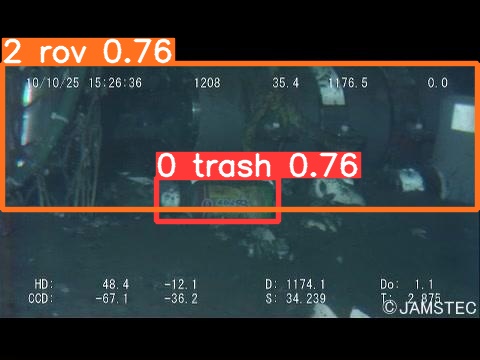 2 rov 0.76
10/10/25 15:26:36 1208 35.4 1176.5 0.0
0 trash 0.76
HD: 48.4 -12.1 D: 1174.1 Do: 1.1
CCD: -67.1 -36.2 S: 34.239 T: 2.875
©JAMSTEC